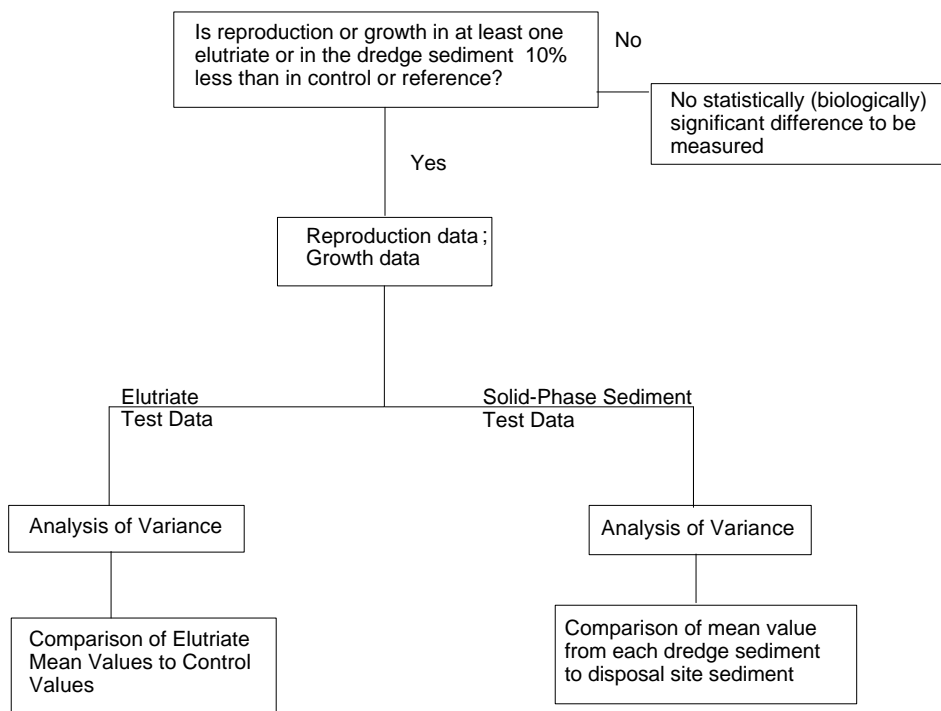 Is reproduction or growth in at least one
elutriate or in the dredge sediment 10%
less than in control or reference?
No
No statistically (biologically)
significant difference to be
measured
Yes
Reproduction data ;
Growth data
Elutriate
Test Data
Solid-Phase Sediment
Test Data
Analysis of Variance
Analysis of Variance
Comparison of Elutriate
Mean Values to Control
Values
Comparison of mean value
from each dredge sediment
to disposal site sediment